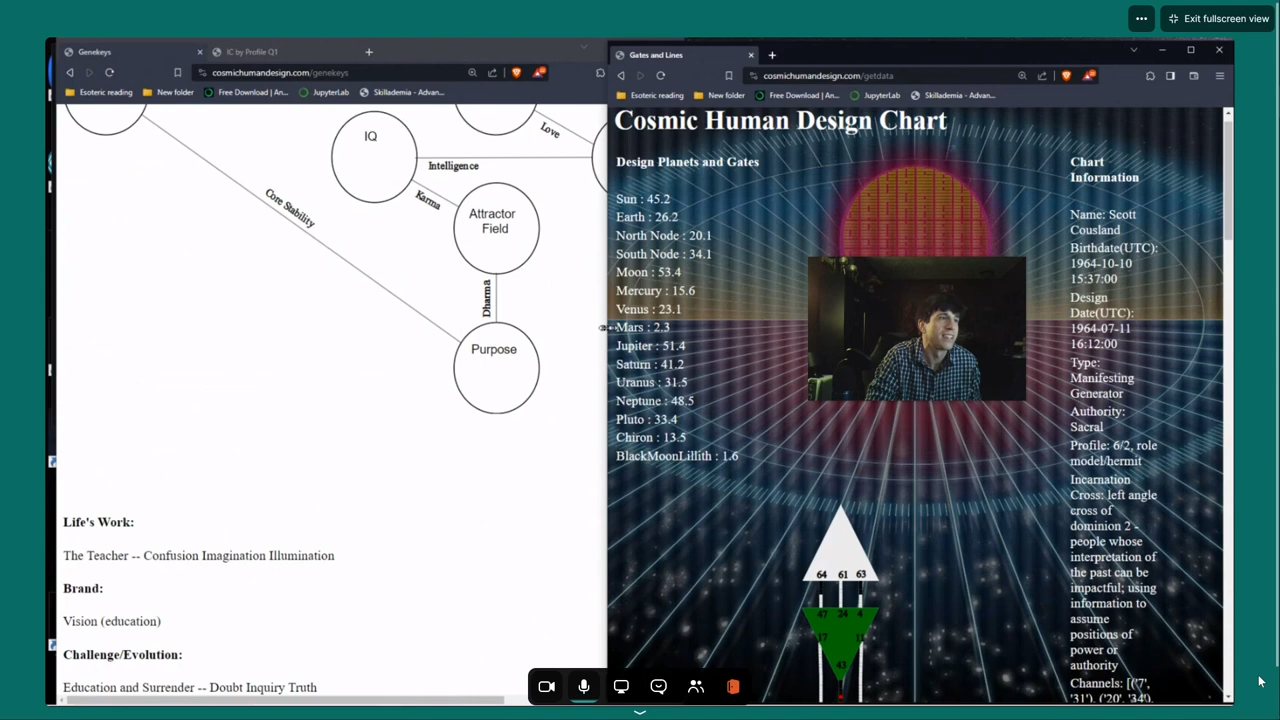 Exit fullscreen view
Genekeys
IC by Profile Q1
cosmichumandesign.com/genekeys
Esoteric reading
New folder
Free Download | An...
JupyterLab
Skillademia - Advan...
Love
IQ
Intelligence
Karma
Core Stability
Attractor
Field
Dharma
Purpose
Life's Work:
The Teacher -- Confusion Imagination Illumination
Brand:
Vision (education)
Challenge/Evolution:
Education and Surrender -- Doubt Inquiry Truth
Gates and Lines
cosmichumandesign.com/getdata
Esoteric reading
New folder
Free Download | An...
JupyterLab
Skillademia - Advan...
Cosmic Human Design Chart
Design Planets and Gates
Sun : 45.2
Earth : 26.2
North Node : 20.1
South Node : 34.1
Moon : 53.4
Mercury : 15.6
Venus : 23.1
Mars : 2.3
Jupiter : 51.4
Saturn : 41.2
Uranus : 31.5
Neptune : 48.5
Pluto : 33.4
Chiron : 13.5
BlackMoonLillith : 1.6
64 61 63
47 24 4
17 11
43
Chart
Information
Name: Scott
Cousland
Birthdate(UTC):
1964-10-10
15:37:00
Design
Date(UTC):
1964-07-11
16:12:00
Type:
Manifesting
Generator
Authority:
Sacral
Profile: 6/2, role
model/hermit
Incarnation
Cross: left angle
cross of
dominion 2 -
people whose
interpretation of
the past can be
impactful; using
information to
assume
positions of
power or
authority
Channels: [('7',
'31'), ('20', '34'),